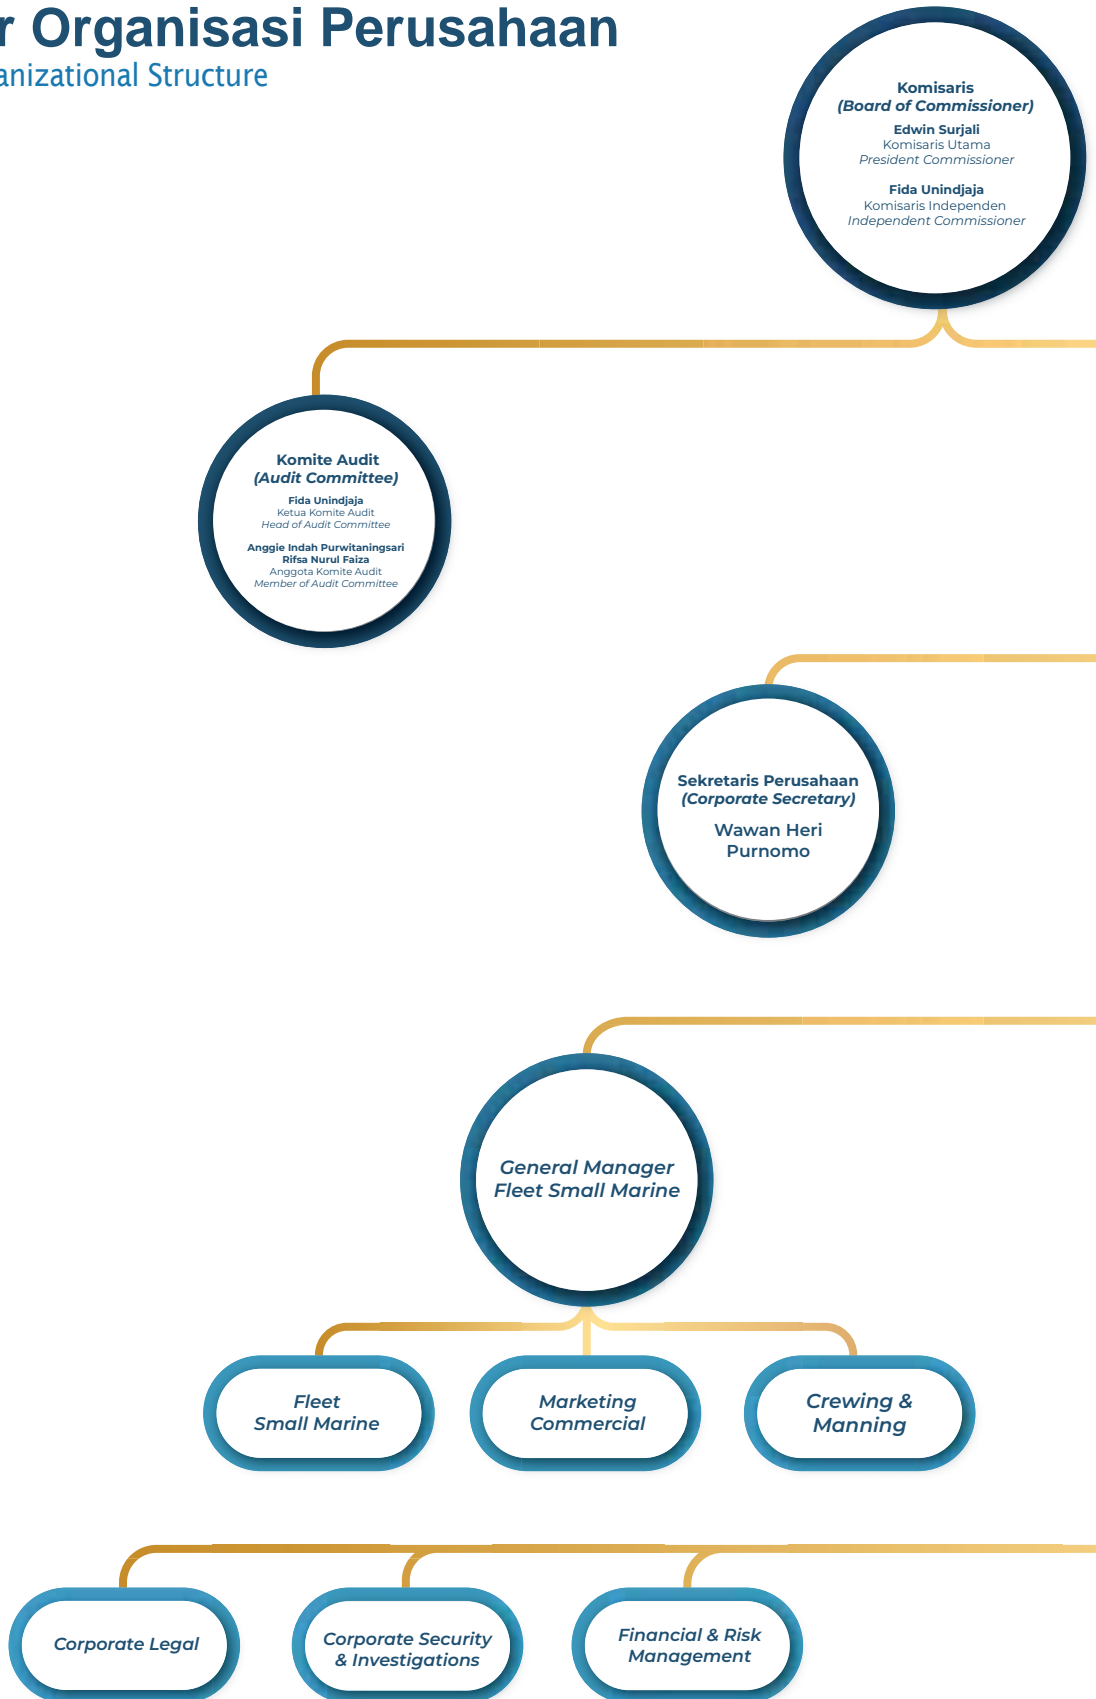 r Organisasi Perusahaan
anizational Structure
Komisaris
(Board of Commissioner)
Edwin Surjali
Komisaris Utama
President Commissioner
Fida Unindjaja
Komisaris Independen
Independent Commissioner
Komite Audit
(Audit Committee)
Fida Unindjaja
Ketua Komite Audit
Head of Audit Committee
Anggie Indah Purwitaningsari
Rifsa Nurul Faiza
Anggota Komite Audit
Member of Audit Committee
Sekretaris Perusahaan
(Corporate Secretary)
Wawan Heri
Purnomo
General Manager
Fleet Small Marine
Fleet
Small Marine
Marketing
Commercial
Crewing &
Manning
Corporate Legal
Corporate Security
& Investigations
Financial & Risk
Management